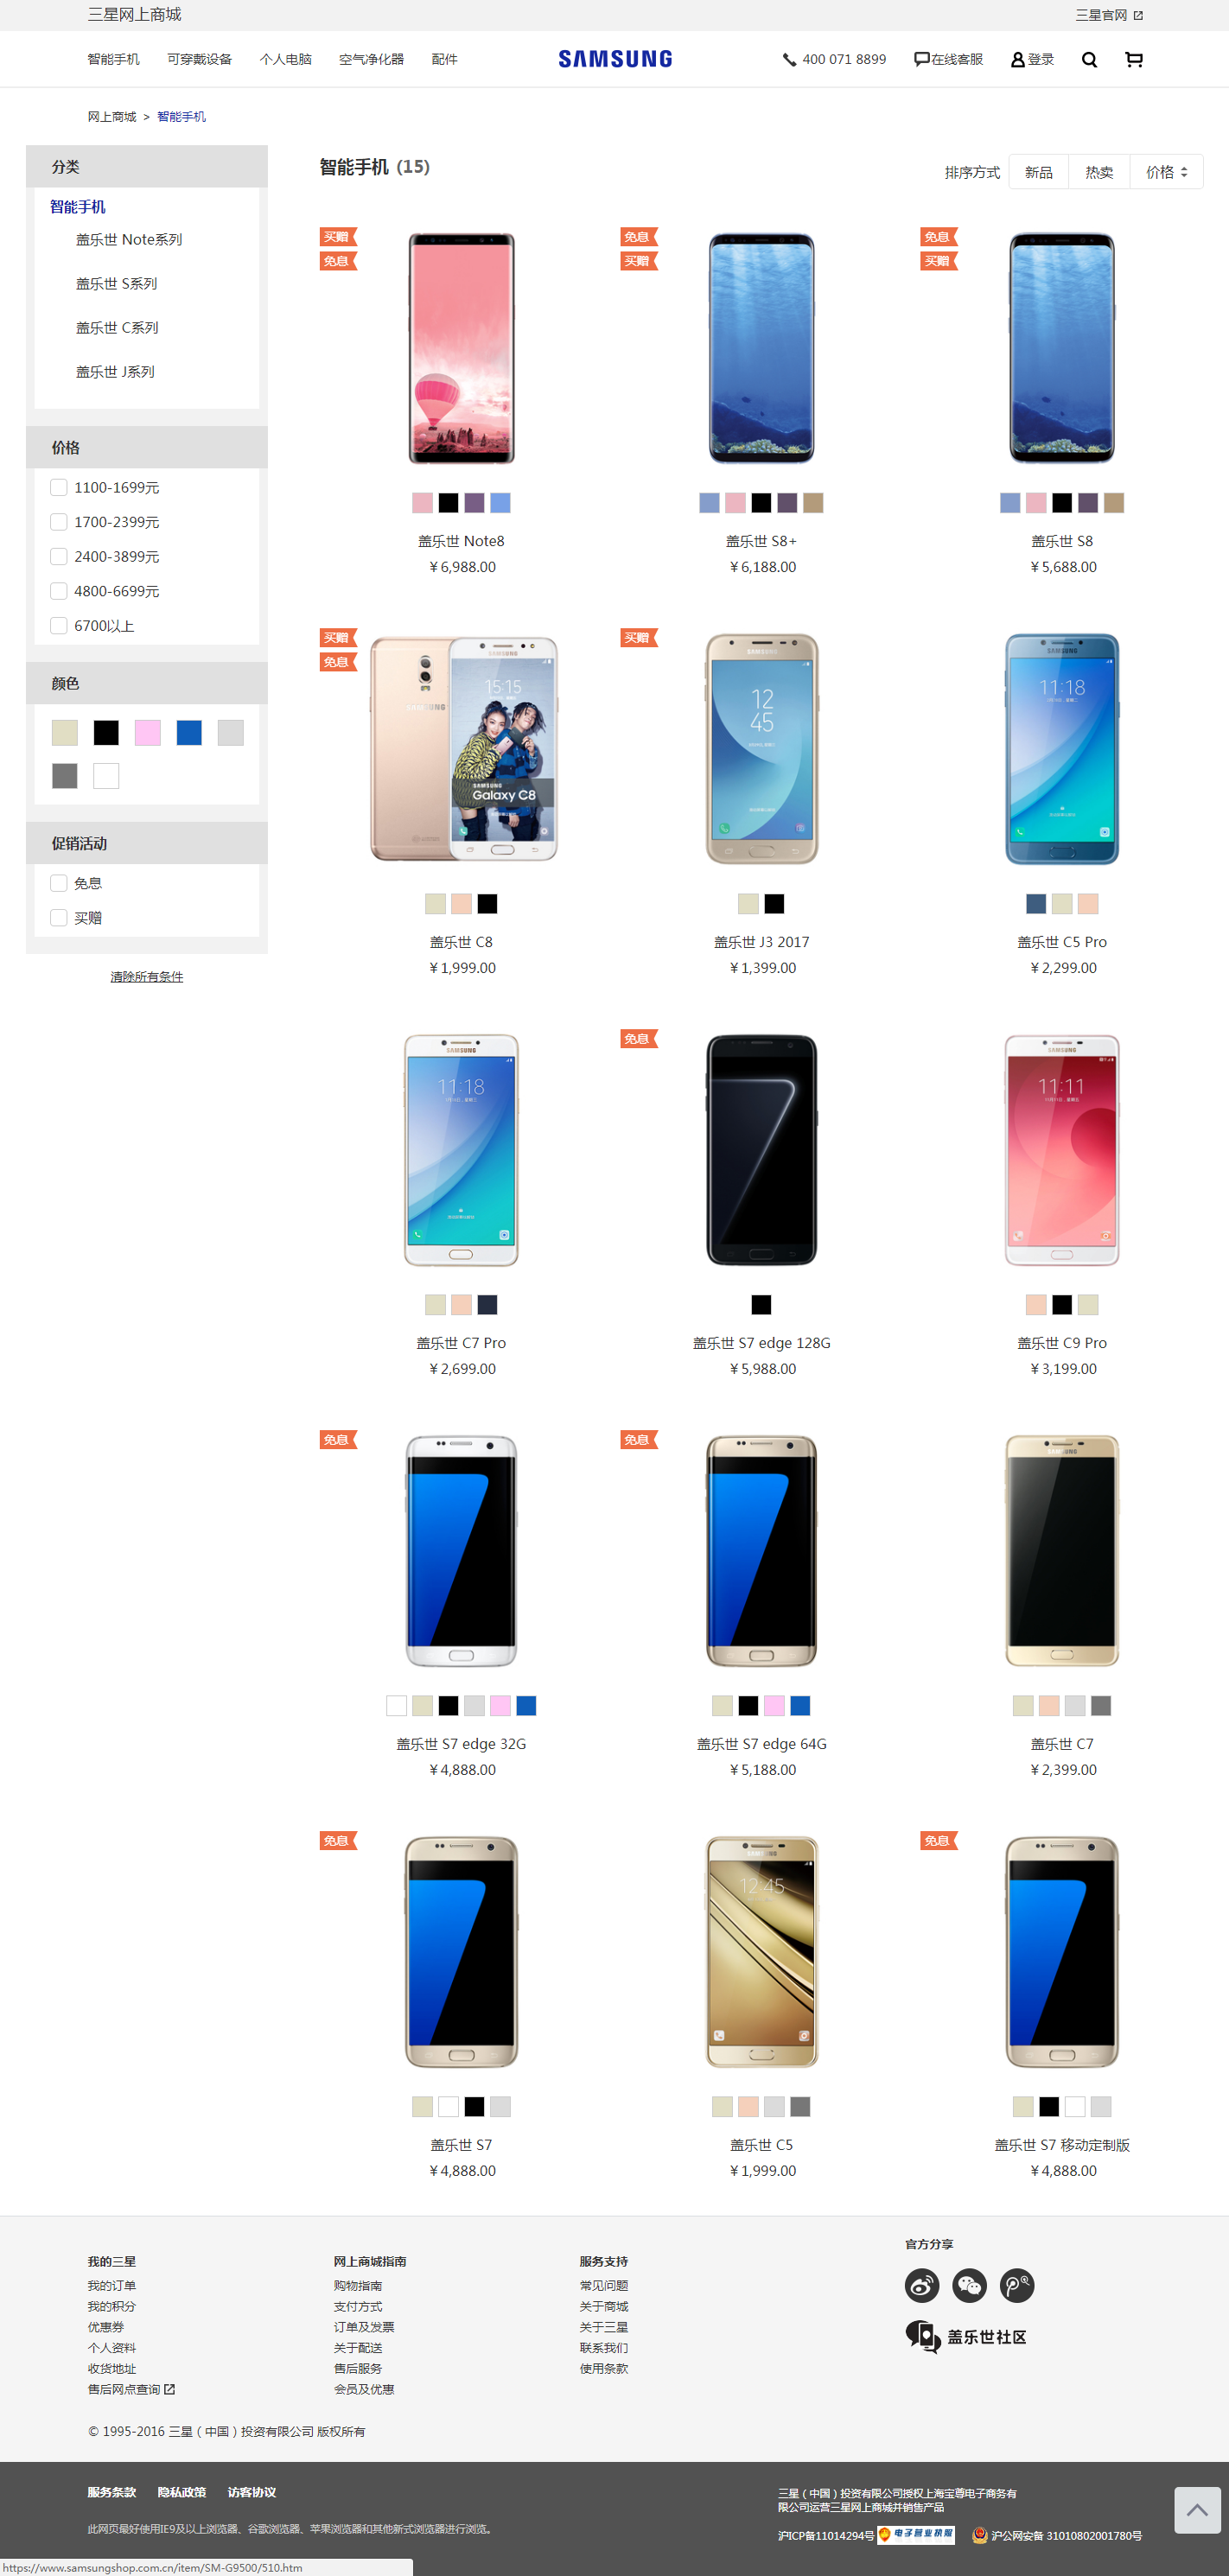 三星网上商城
三星官网
智能手机 可穿戴设备 个人电脑 空气净化器 配件
SAMSUNG
400 071 8899 在线客服 登录
网上商城 > 智能手机
分类
智能手机
盖乐世 Note系列
盖乐世 S系列
盖乐世 C系列
盖乐世 J系列
价格
1100-1699元
1700-2399元
2400-3899元
4800-6699元
6700以上
颜色
促销活动
免息
买赠
清除所有条件
智能手机 (15)
排序方式 新品 热卖 价格
买赠
免息
盖乐世 Note8
¥6,988.00
免息
买赠
盖乐世 S8+
¥6,188.00
免息
买赠
盖乐世 S8
¥5,688.00
买赠
免息
SAMSUNG
SAMSUNG
15:15
SAMSUNG
Galaxy C8
盖乐世 C8
¥1,999.00
买赠
SAMSUNG
12
45
盖乐世 J3 2017
¥1,399.00
SAMSUNG
11:18
盖乐世 C5 Pro
¥2,299.00
SAMSUNG
11:18
盖乐世 C7 Pro
¥2,699.00
免息
盖乐世 S7 edge 128G
¥5,988.00
SAMSUNG
11:11
盖乐世 C9 Pro
¥3,199.00
免息
盖乐世 S7 edge 32G
¥4,888.00
免息
盖乐世 S7 edge 64G
¥5,188.00
SAMSUNG
盖乐世 C7
¥2,399.00
免息
盖乐世 S7
¥4,888.00
SAMSUNG
12:45
盖乐世 C5
¥1,999.00
免息
盖乐世 S7 移动定制版
¥4,888.00
我的三星
我的订单
我的积分
优惠券
个人资料
收货地址
售后网点查询
网上商城指南
购物指南
支付方式
订单及发票
关于配送
售后服务
会员及优惠
服务支持
常见问题
关于商城
关于三星
联系我们
使用条款
官方分享
盖乐世社区
© 1995-2016 三星（中国）投资有限公司 版权所有
服务条款 隐私政策 访客协议
此网页最好使用IE9及以上浏览器、谷歌浏览器、苹果浏览器和其他新式浏览器进行浏览。
三星（中国）投资有限公司授权上海宝尊电子商务有
限公司运营三星网上商城并销售产品
沪ICP备11014294号 电子营业执照 沪公网安备 31010802001780号
https://www.samsungshop.com.cn/item/SM-G9500/510.htm